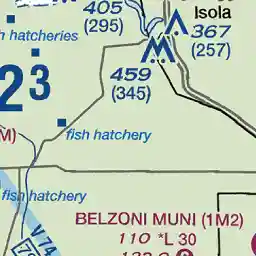 405
(295)
Isola
367
(257)
fish hatcheries
2³
459
(345)
M)
fish hatchery
fish hatchery
BELZONI MUNI (1M2)
110 *L 30
V 74